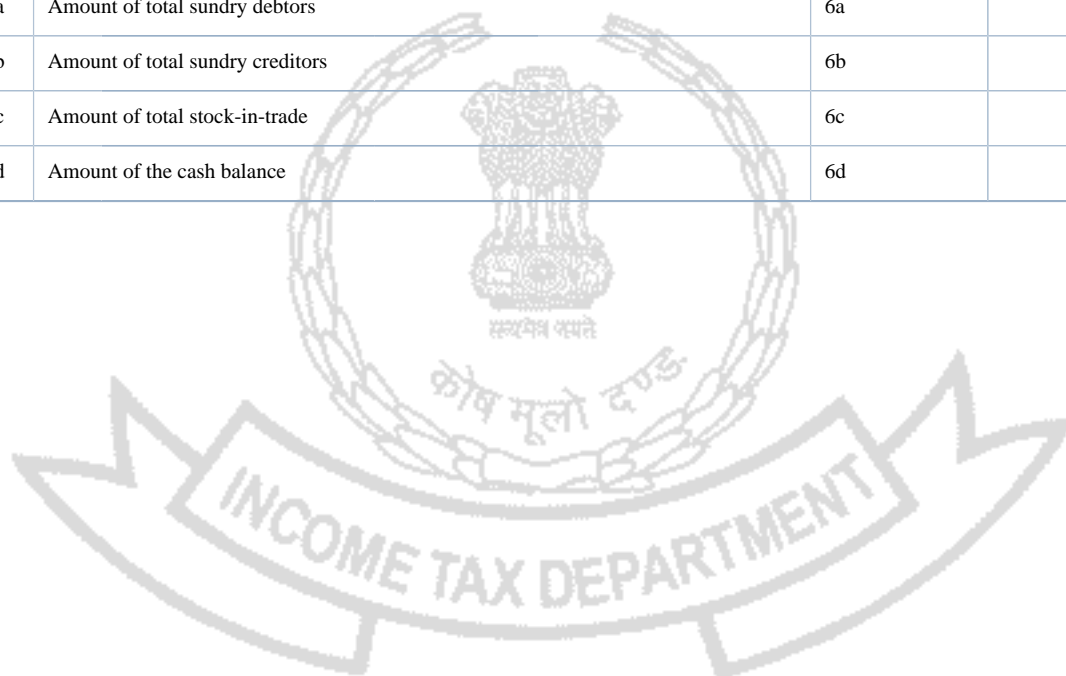 a Amount of total sundry debtors 6a
b Amount of total sundry creditors 6b
c Amount of total stock-in-trade 6c
d Amount of the cash balance 6d
सत्यमेव जयते
कोष मूलो दण्डः
INCOME TAX DEPARTMENT